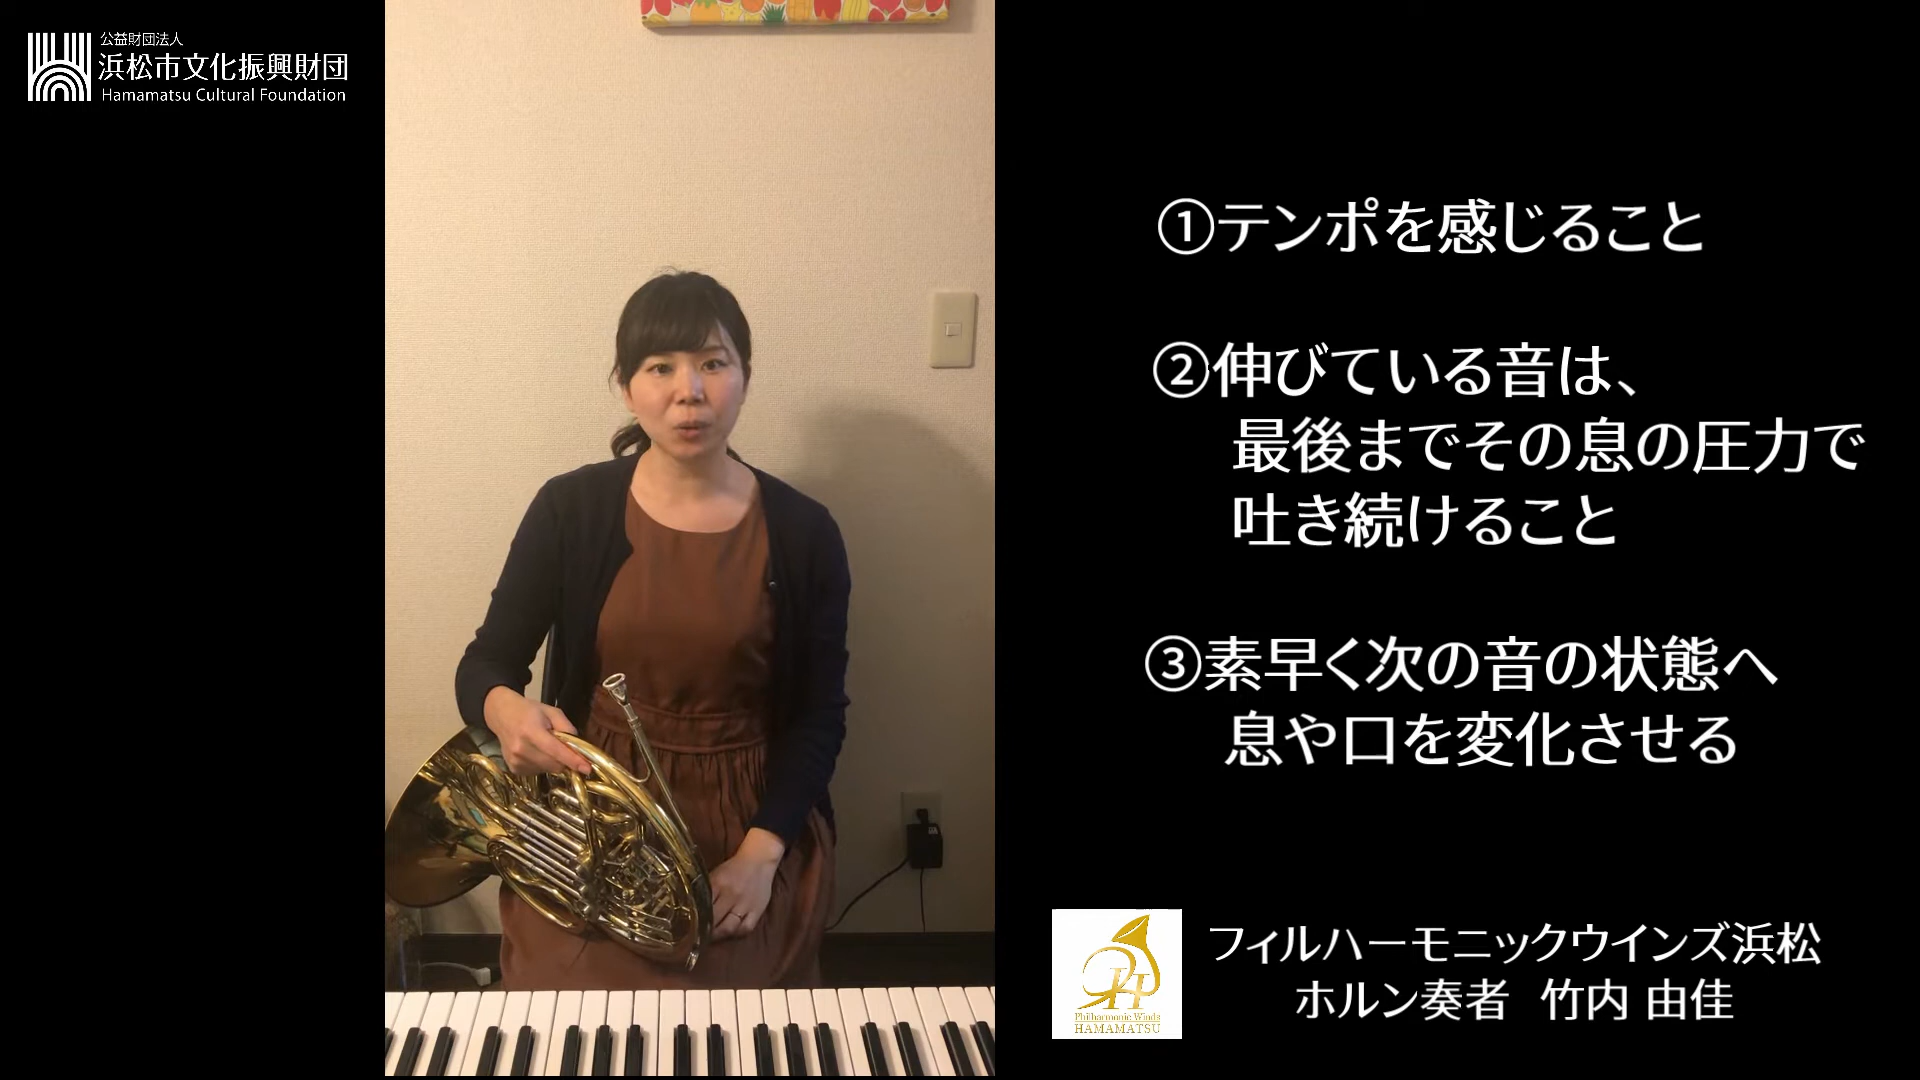 公益財団法人
浜松市文化振興財団
Hamamatsu Cultural Foundation
①テンポを感じること
②伸びている音は、
最後までその息の圧力で
吐き続けること
③素早く次の音の状態へ
息や口を変化させる
PH
Philharmonic Winds
HAMAMATSU
フィルハーモニックウインズ浜松
ホルン奏者 竹内 由佳